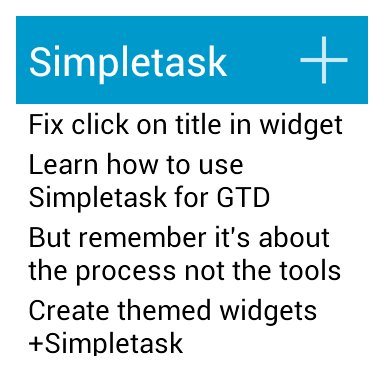 Simpletask
Fix click on title in widget
Learn how to use
Simpletask for GTD
But remember it's about
the process not the tools
Create themed widgets
+Simpletask